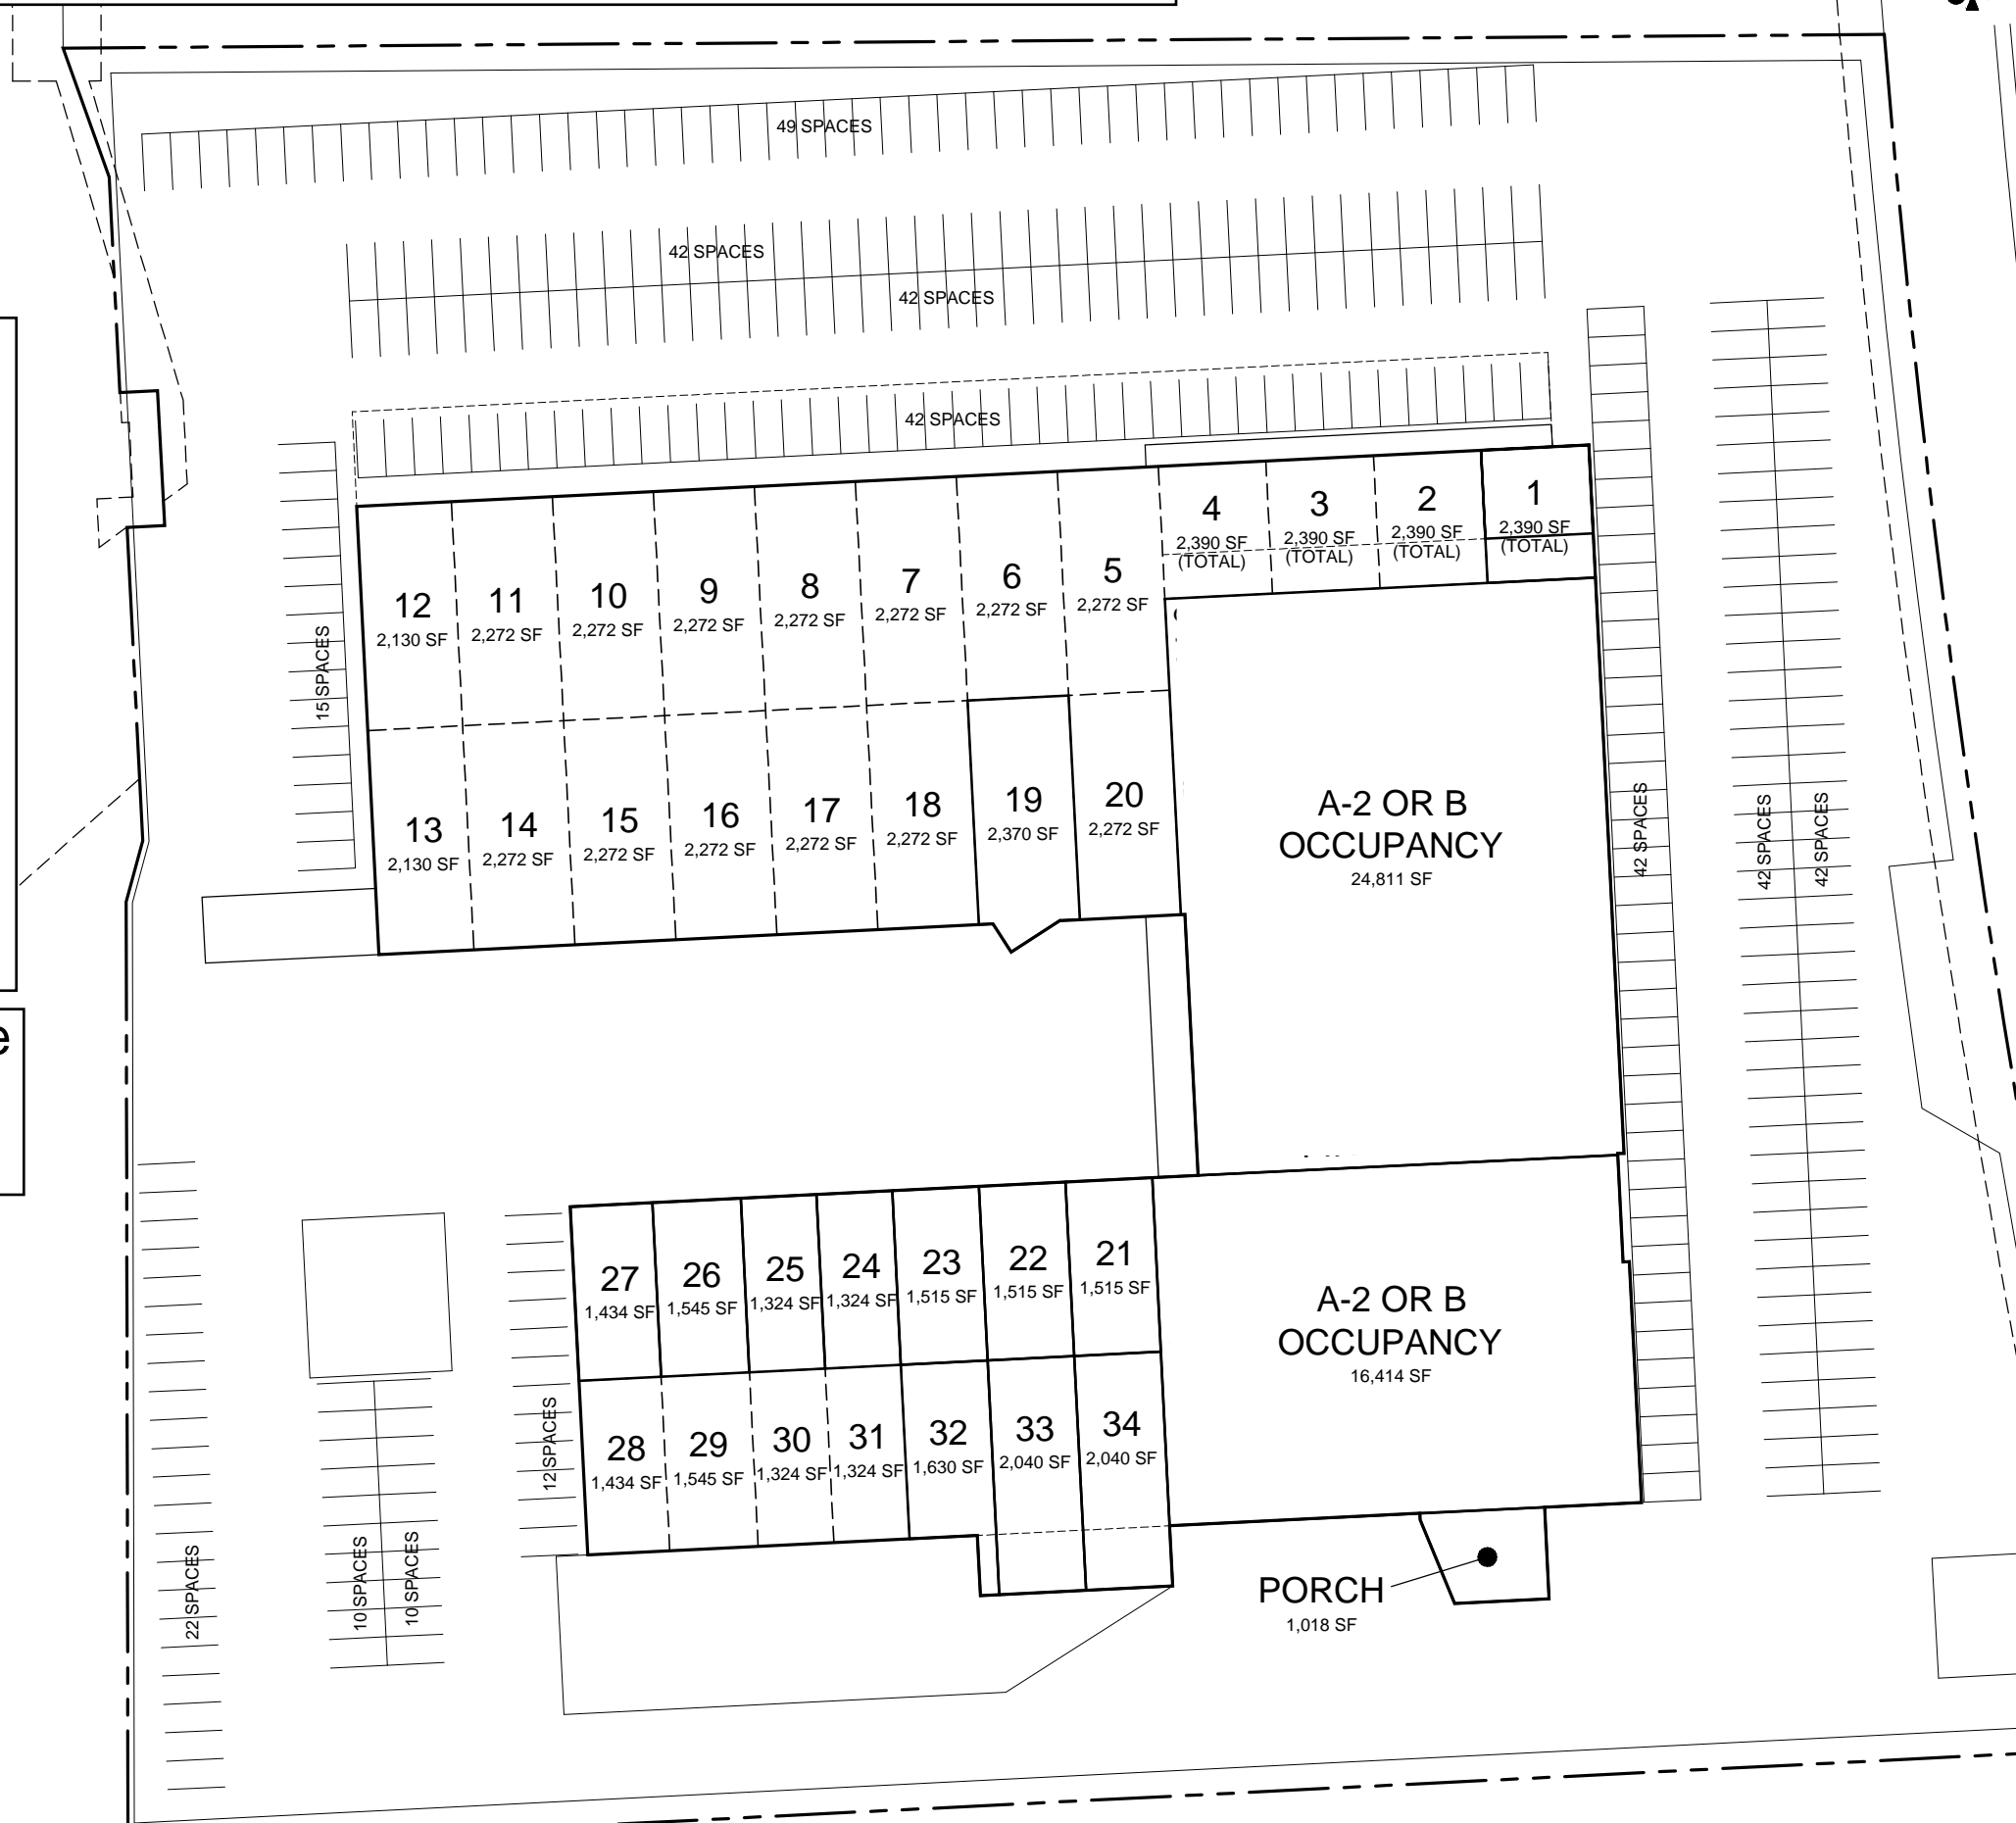 49 SPACES
42 SPACES
42 SPACES
42 SPACES
1
2,390 SF
(TOTAL)
2
2,390 SF
(TOTAL)
3
2,390 SF
(TOTAL)
4
2,390 SF
(TOTAL)
5
2,272 SF
6
2,272 SF
7
2,272 SF
8
2,272 SF
9
2,272 SF
10
2,272 SF
11
2,272 SF
12
2,130 SF
15 SPACES
13
2,130 SF
14
2,272 SF
15
2,272 SF
16
2,272 SF
17
2,272 SF
18
2,272 SF
19
2,370 SF
20
2,272 SF
A-2 OR B
OCCUPANCY
24,811 SF
42 SPACES
42 SPACES
42 SPACES
e
27
1,434 SF
26
1,545 SF
25
1,324 SF
24
1,324 SF
23
1,515 SF
22
1,515 SF
21
1,515 SF
A-2 OR B
OCCUPANCY
16,414 SF
12 SPACES
28
1,434 SF
29
1,545 SF
30
1,324 SF
31
1,324 SF
32
1,630 SF
33
2,040 SF
34
2,040 SF
22 SPACES
10 SPACES
10 SPACES
PORCH
1,018 SF